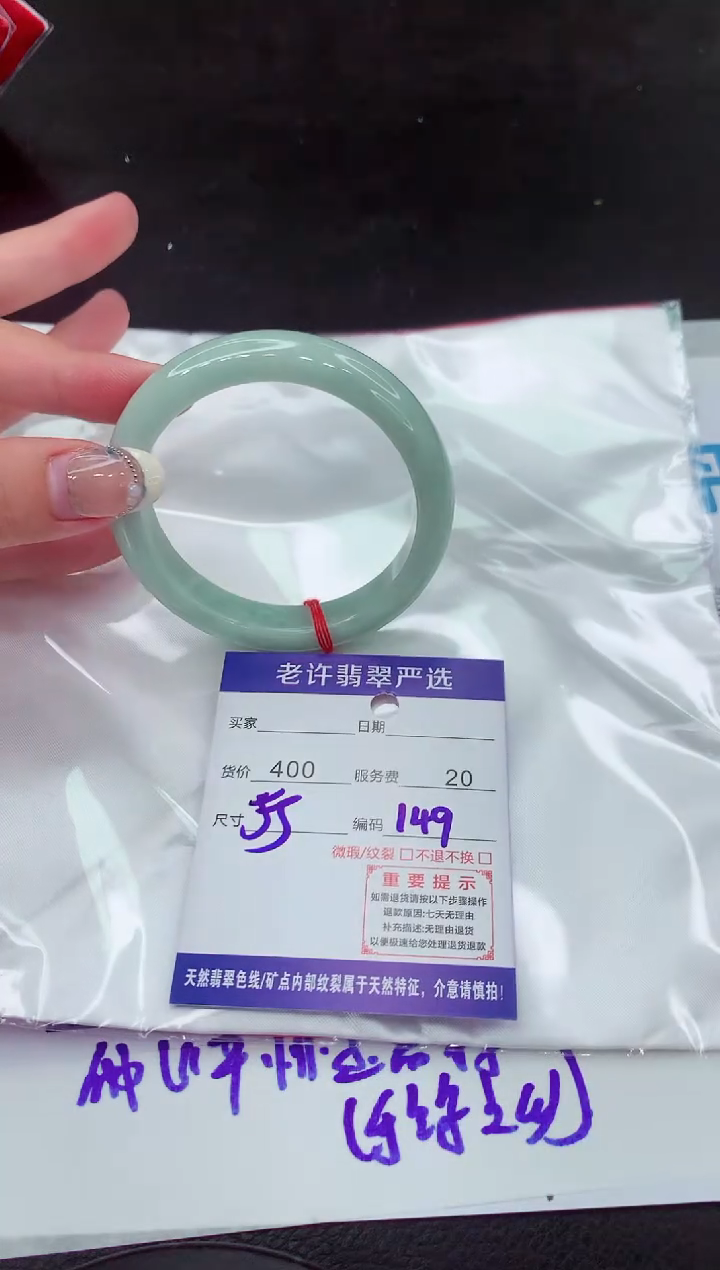 老许翡翠严选
买家 日期
货价 400 服务费 20
尺寸 编码 149
微瑕/纹裂 □ 不退不换 □
重要提示
如需退货请按以下步骤操作
退款原因:七天无理由
补充描述:无理由退货
以便极速给您处理退货退款
天然翡翠色线/矿点内部纹裂属于天然特征，介意请慎拍！